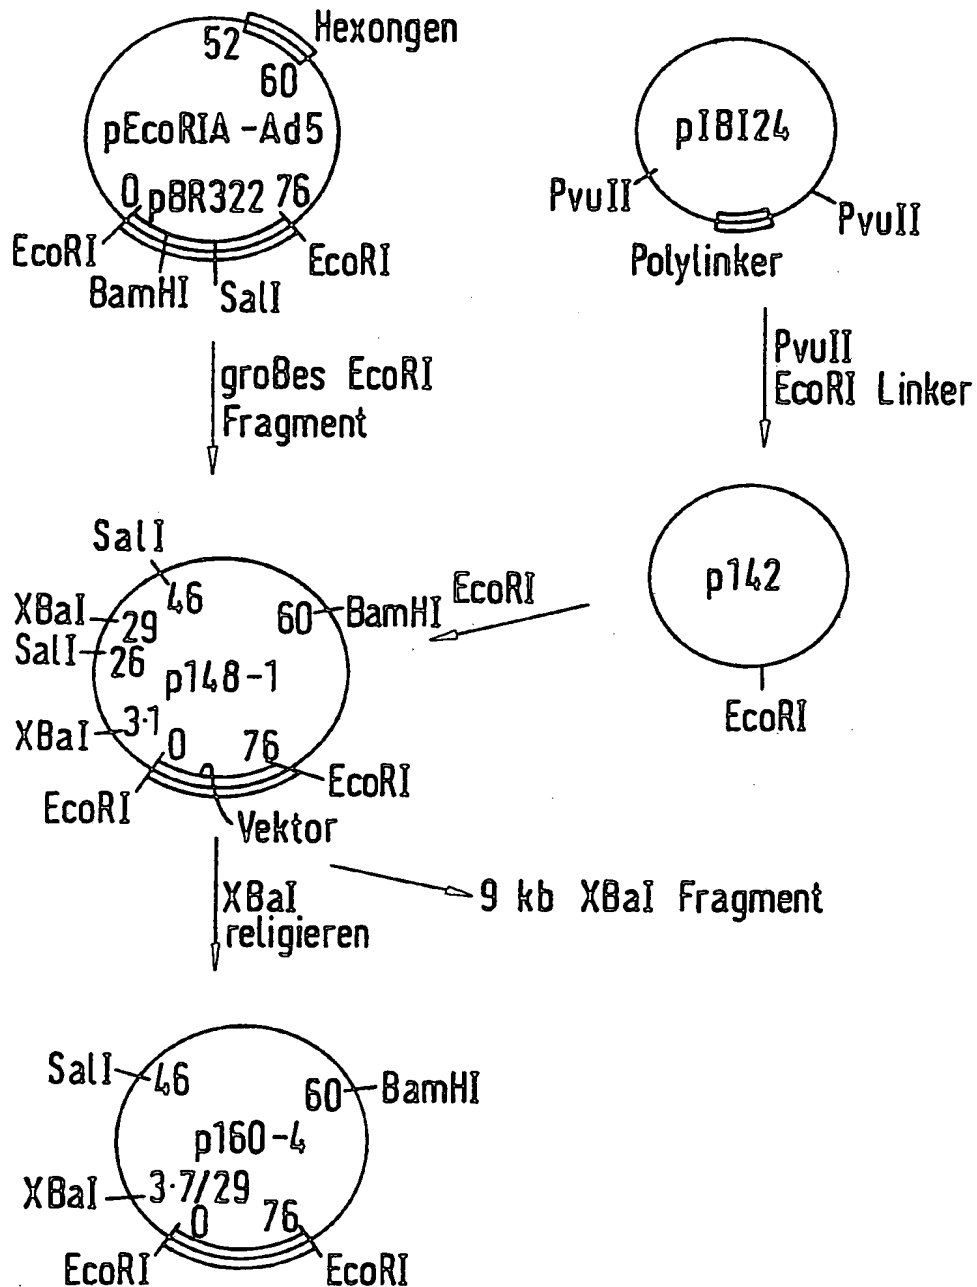 Hexongen
52
60
pEcoRIA-Ad5
0 pBR322 76
EcoRI
EcoRI
BamHI
SalI
pIBI24
PvuII
PvuII
Polylinker
großes EcoRI
Fragment
PvuII
EcoRI Linker
SalI
46
XBaI
29
SalI
26
60
BamHI
p148-1
XBaI
3·1
0
76
EcoRI
EcoRI
Vektor
EcoRI
p142
EcoRI
XBaI
religieren
9 kb XBaI Fragment
SalI
46
60
BamHI
p160-4
XBaI
3·7/29
0
76
EcoRI
EcoRI